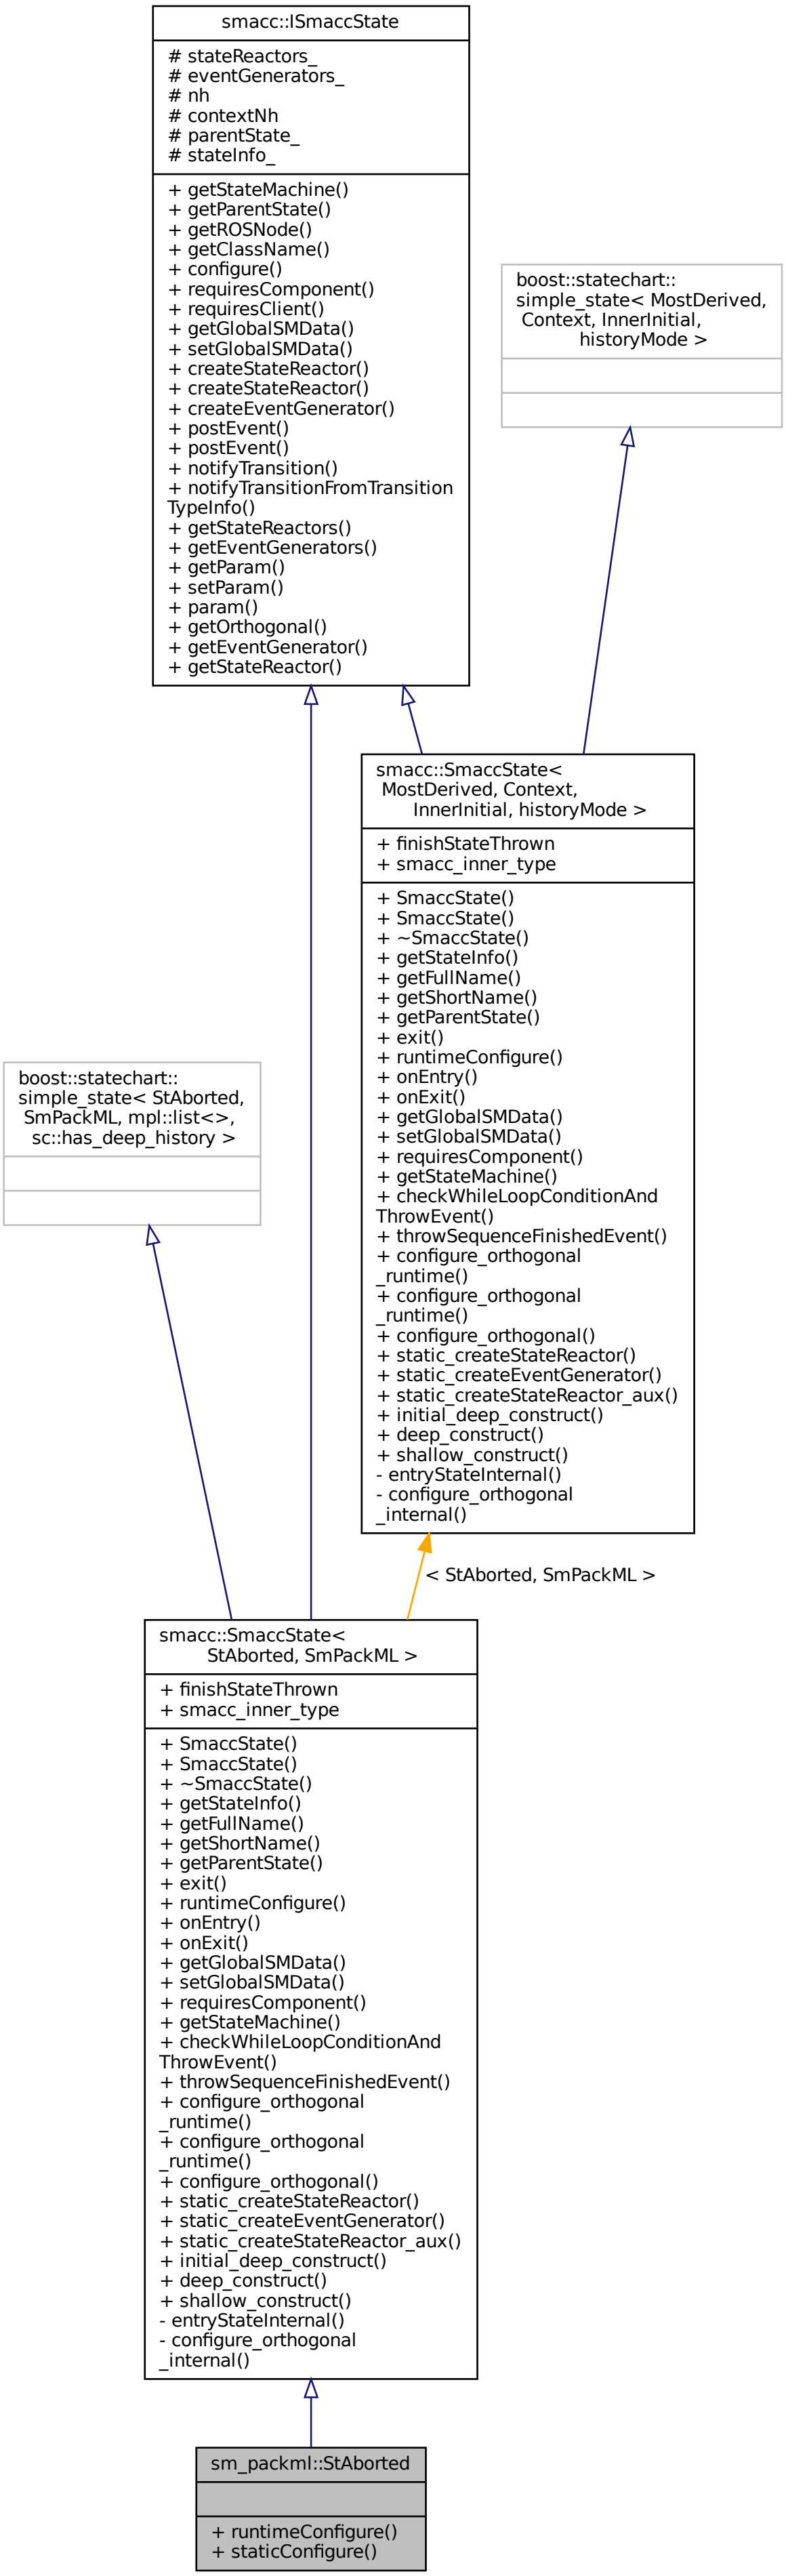 smacc::ISmaccState
# stateReactors_
# eventGenerators_
# nh
# contextNh
# parentState_
# stateInfo_
+ getStateMachine()
+ getParentState()
+ getROSNode()
+ getClassName()
+ configure()
+ requiresComponent()
+ requiresClient()
+ getGlobalSMData()
+ setGlobalSMData()
+ createStateReactor()
+ createStateReactor()
+ createEventGenerator()
+ postEvent()
+ postEvent()
+ notifyTransition()
+ notifyTransitionFromTransition
TypeInfo()
+ getStateReactors()
+ getEventGenerators()
+ getParam()
+ setParam()
+ param()
+ getOrthogonal()
+ getEventGenerator()
+ getStateReactor()
boost::statechart::
simple_state< MostDerived,
Context, InnerInitial,
historyMode >
smacc::SmaccState<
MostDerived, Context,
InnerInitial, historyMode >
+ finishStateThrown
+ smacc_inner_type
+ SmaccState()
+ SmaccState()
+ ~SmaccState()
+ getStateInfo()
+ getFullName()
+ getShortName()
+ getParentState()
+ exit()
+ runtimeConfigure()
+ onEntry()
+ onExit()
+ getGlobalSMData()
+ setGlobalSMData()
+ requiresComponent()
+ getStateMachine()
+ checkWhileLoopConditionAnd
ThrowEvent()
+ throwSequenceFinishedEvent()
+ configure_orthogonal
_runtime()
+ configure_orthogonal
_runtime()
+ configure_orthogonal()
+ static_createStateReactor()
+ static_createEventGenerator()
+ static_createStateReactor_aux()
+ initial_deep_construct()
+ deep_construct()
+ shallow_construct()
- entryStateInternal()
- configure_orthogonal
_internal()
boost::statechart::
simple_state< StAborted,
SmPackML, mpl::list<>,
sc::has_deep_history >
< StAborted, SmPackML >
smacc::SmaccState<
StAborted, SmPackML >
+ finishStateThrown
+ smacc_inner_type
+ SmaccState()
+ SmaccState()
+ ~SmaccState()
+ getStateInfo()
+ getFullName()
+ getShortName()
+ getParentState()
+ exit()
+ runtimeConfigure()
+ onEntry()
+ onExit()
+ getGlobalSMData()
+ setGlobalSMData()
+ requiresComponent()
+ getStateMachine()
+ checkWhileLoopConditionAnd
ThrowEvent()
+ throwSequenceFinishedEvent()
+ configure_orthogonal
_runtime()
+ configure_orthogonal
_runtime()
+ configure_orthogonal()
+ static_createStateReactor()
+ static_createEventGenerator()
+ static_createStateReactor_aux()
+ initial_deep_construct()
+ deep_construct()
+ shallow_construct()
- entryStateInternal()
- configure_orthogonal
_internal()
sm_packml::StAborted
+ runtimeConfigure()
+ staticConfigure()